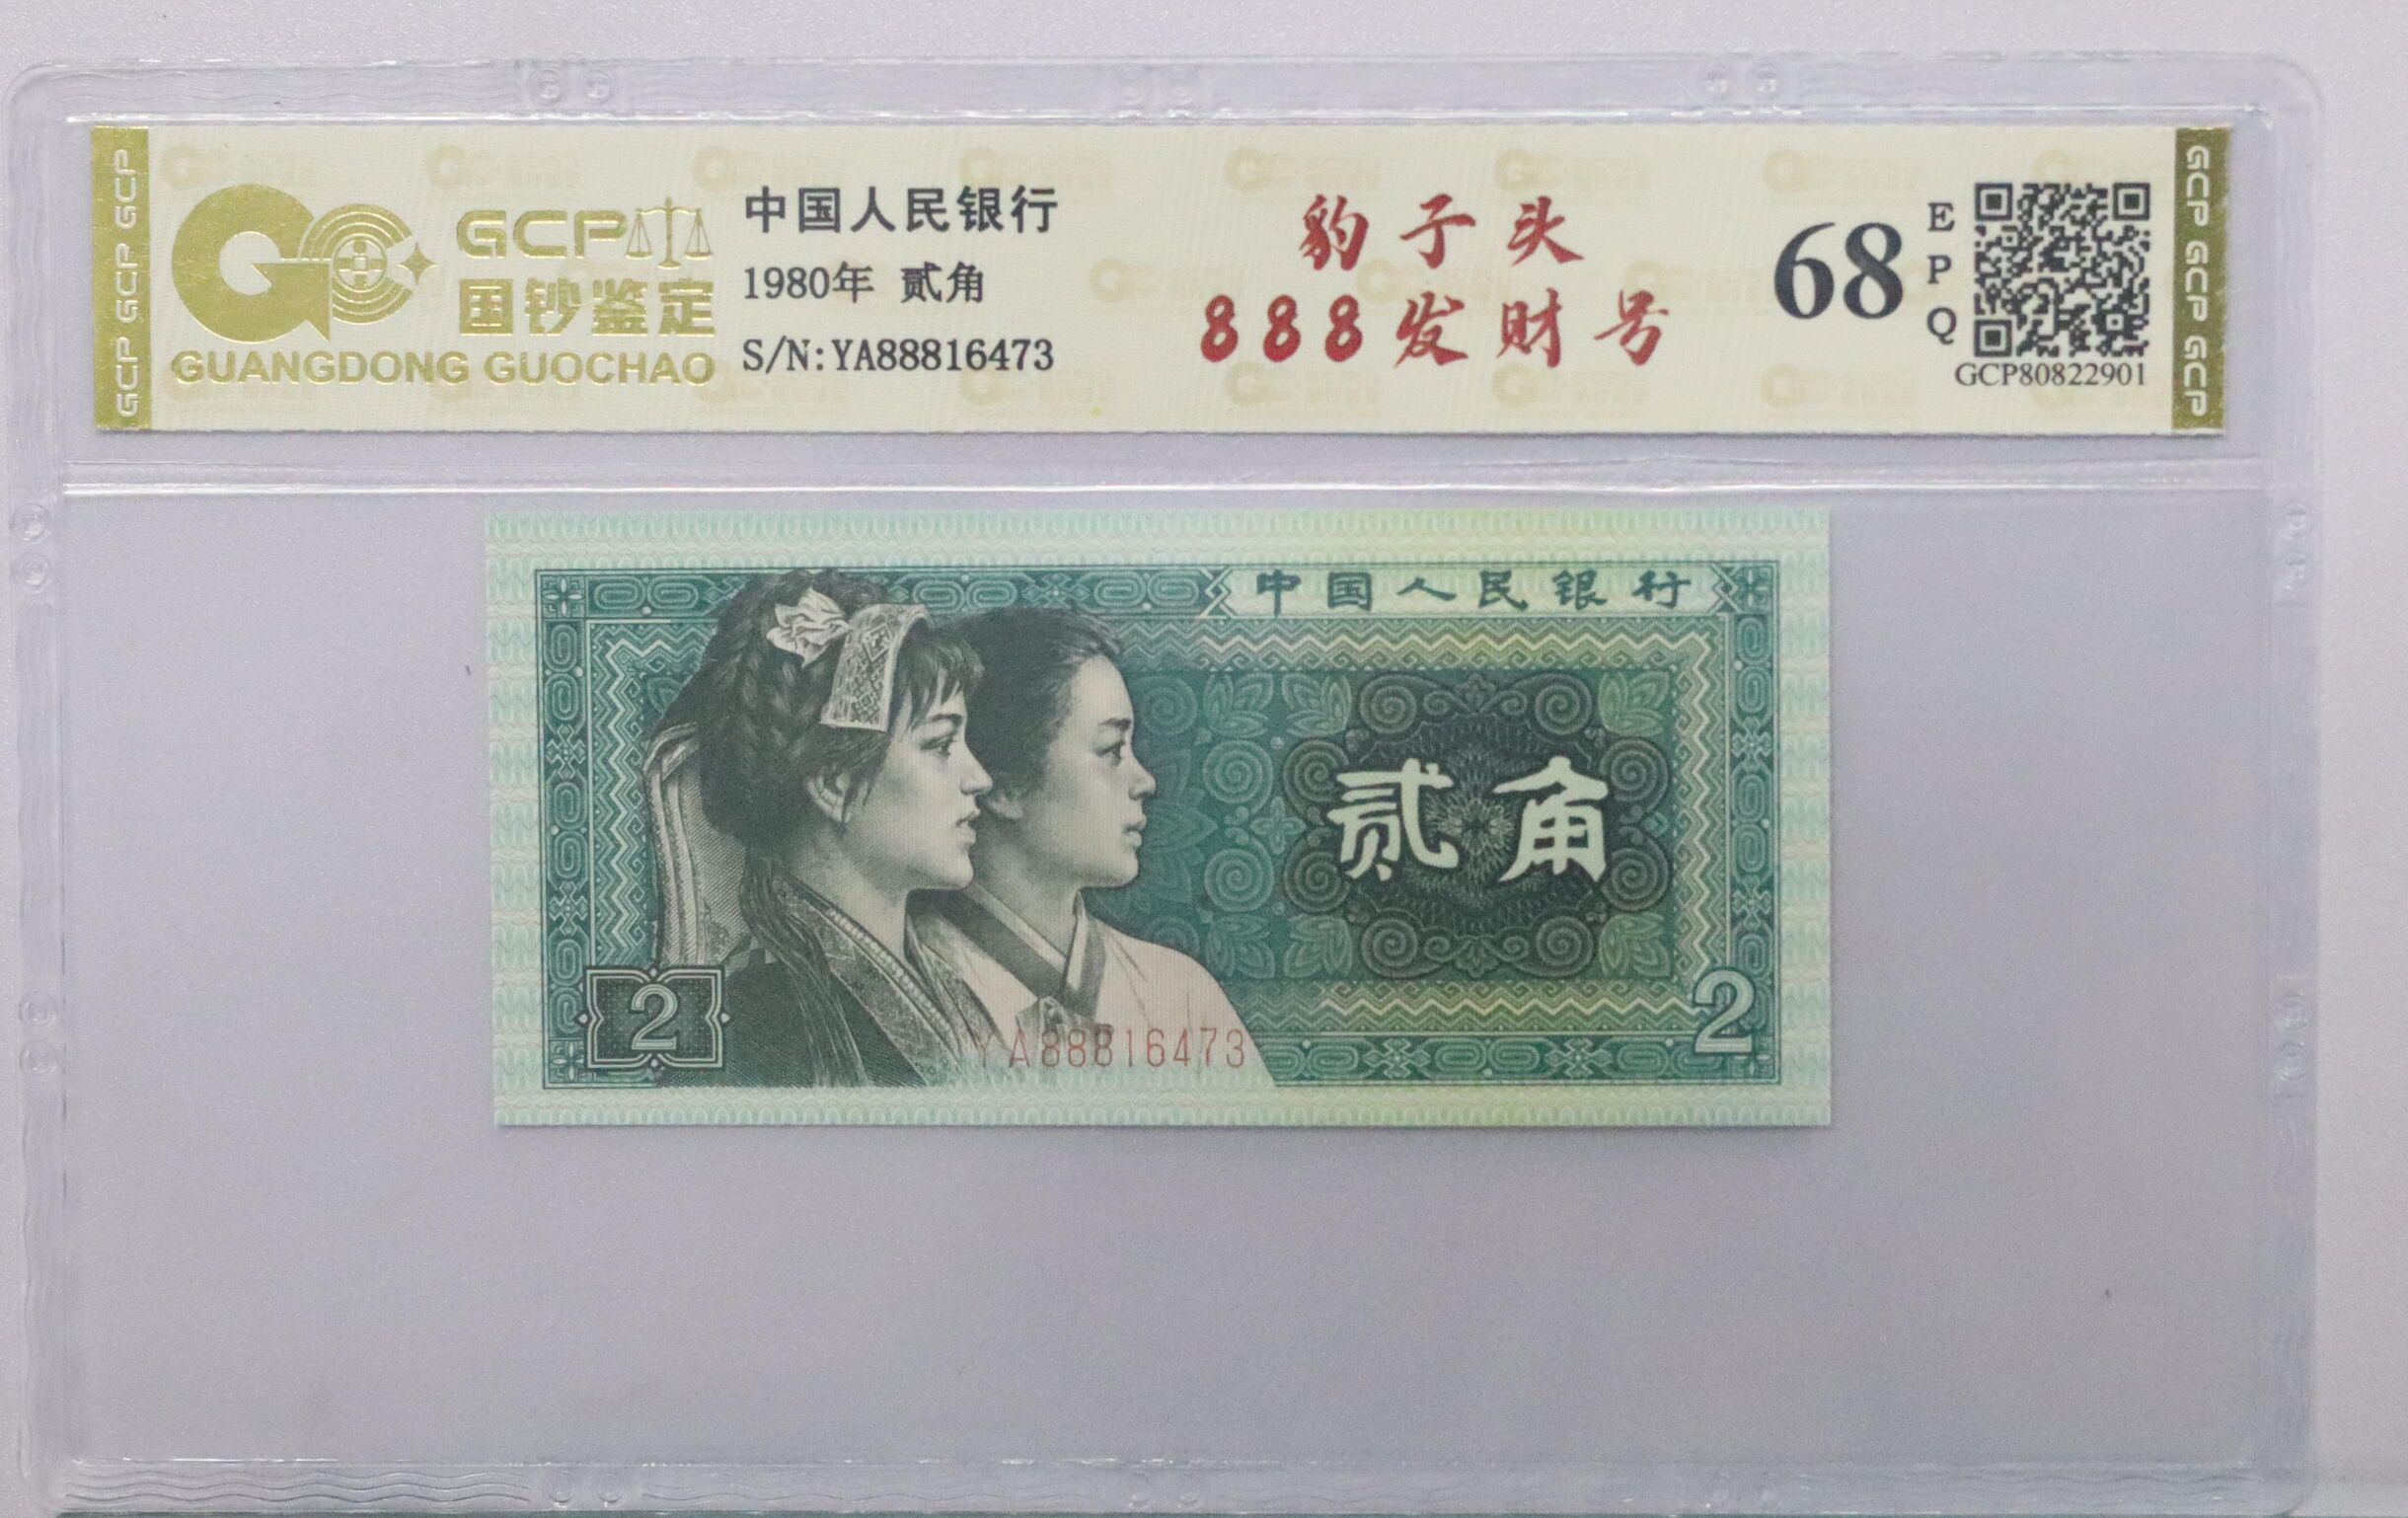 GCP GCP GCP
GCP
国钞鉴定
GUANGDONG GUOCHAO
中国人民银行
1980年 贰角
S/N:YA88816473
豹子头
888发财号
68
E
P
Q
GCP80822901
GCP GCP GCP
中国人民银行
贰角
2
YA88816473
2